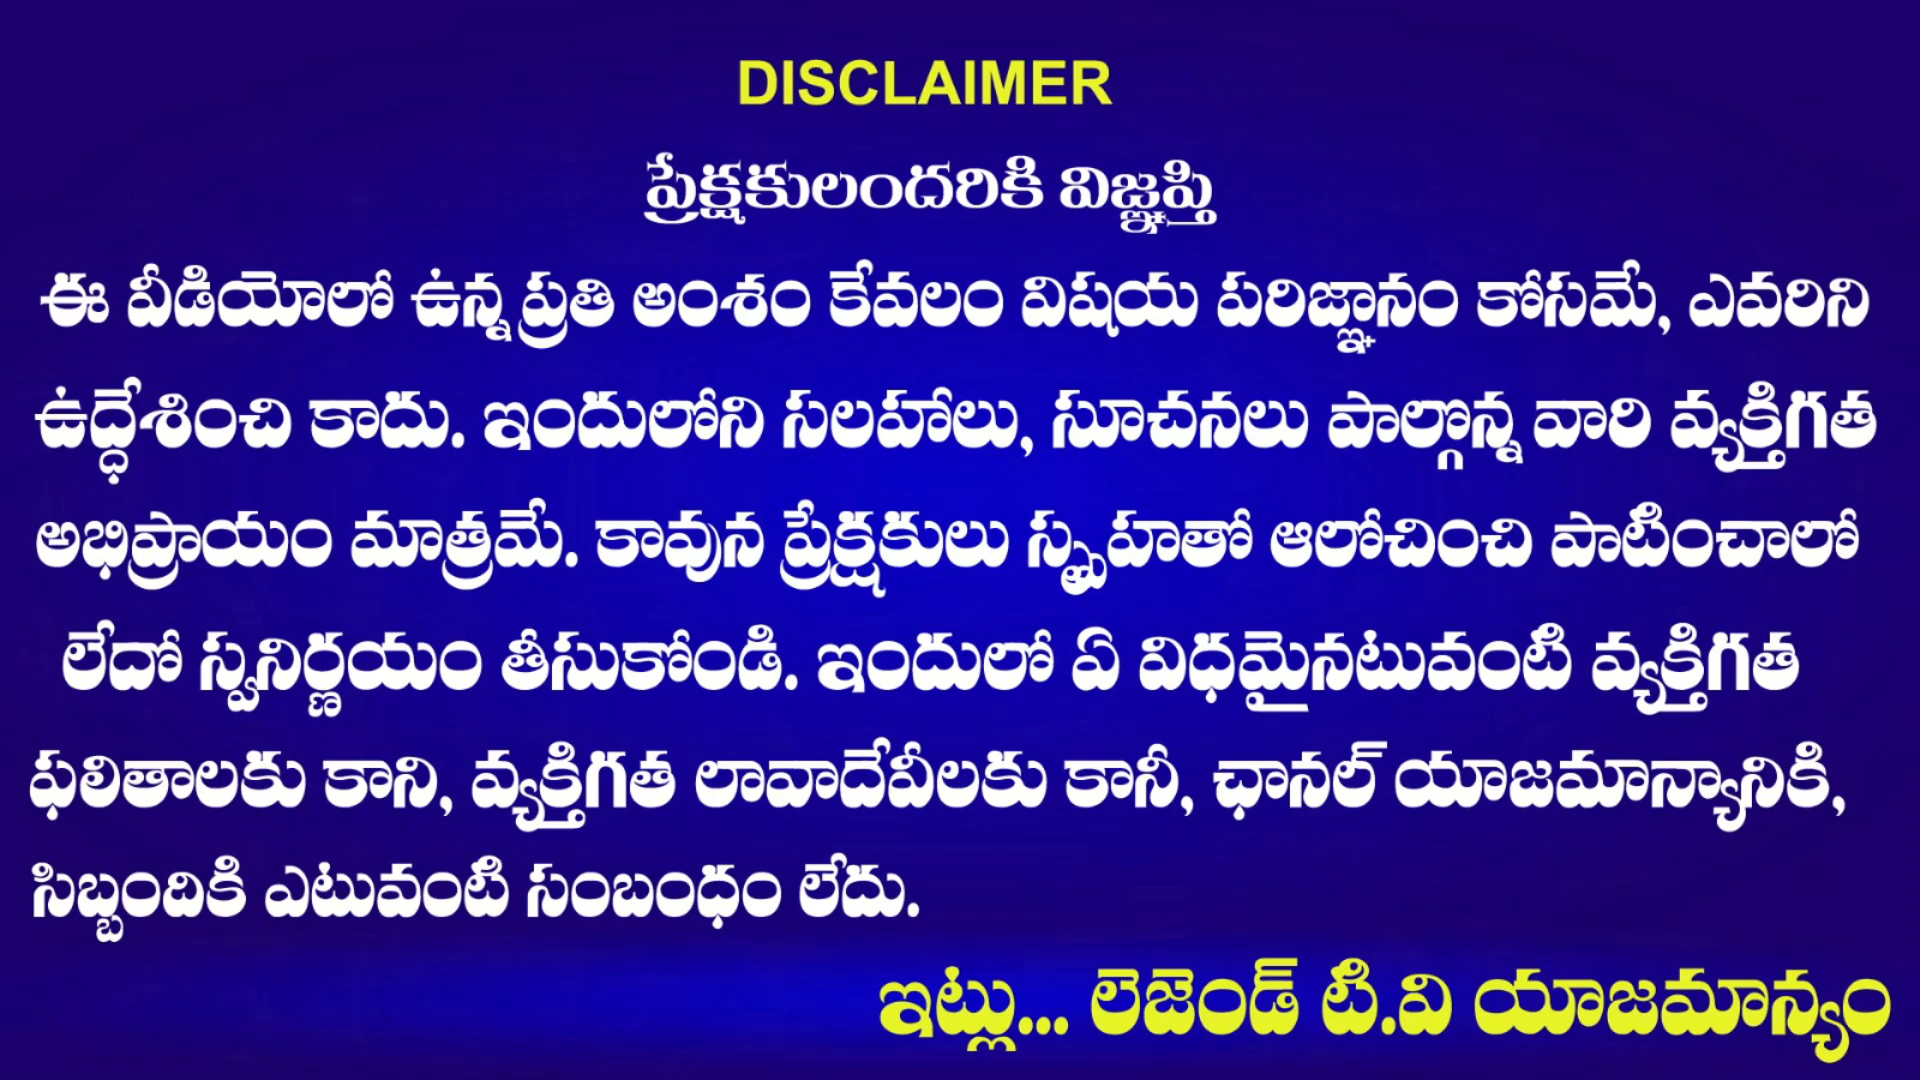 DISCLAIMER
ప్రేక్షకులందరికి విజ్ఞప్తి
ఈ వీడియోలో ఉన్న ప్రతి అంశం కేవలం విషయ పరిజ్ఞానం కోసమే, ఎవరిని
ఉద్ధేశించి కాదు. ఇందులోని సలహాలు, సూచనలు పాల్గొన్న వారి వ్యక్తిగత
అభిప్రాయం మాత్రమే. కావున ప్రేక్షకులు స్పృహతో ఆలోచించి పాటించాలో
లేదో స్వనిర్ణయం తీసుకోండి. ఇందులో ఏ విధమైనటువంటి వ్యక్తిగత
ఫలితాలకు కాని, వ్యక్తిగత లావాదేవీలకు కానీ, ఛానల్ యాజమాన్యానికి,
సిబ్బందికి ఎటువంటి సంబంధం లేదు.
ఇట్లు... లెజెండ్ టి.వి యాజమాన్యం